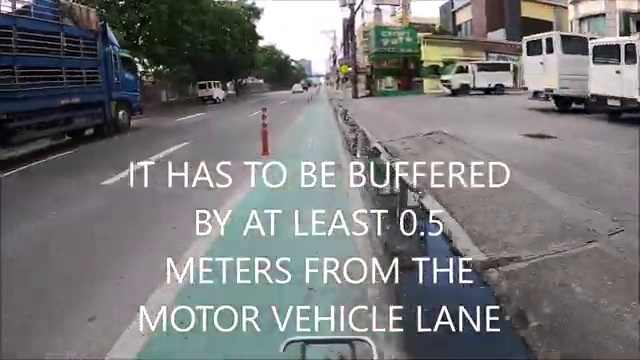 IT HAS TO BE BUFFERED
BY AT LEAST 0.5
METERS FROM THE
MOTOR VEHICLE LANE